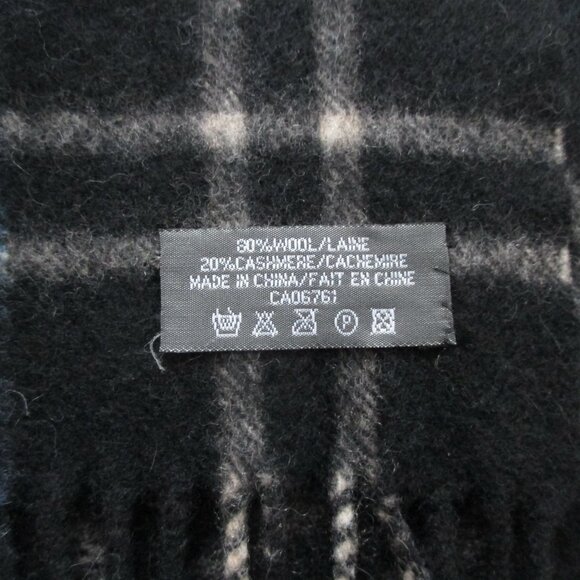 80%WOOL/LAINE
20%CASHMERE/CACHEMIRE
MADE IN CHINA/FAIT EN CHINE
CA06761
P